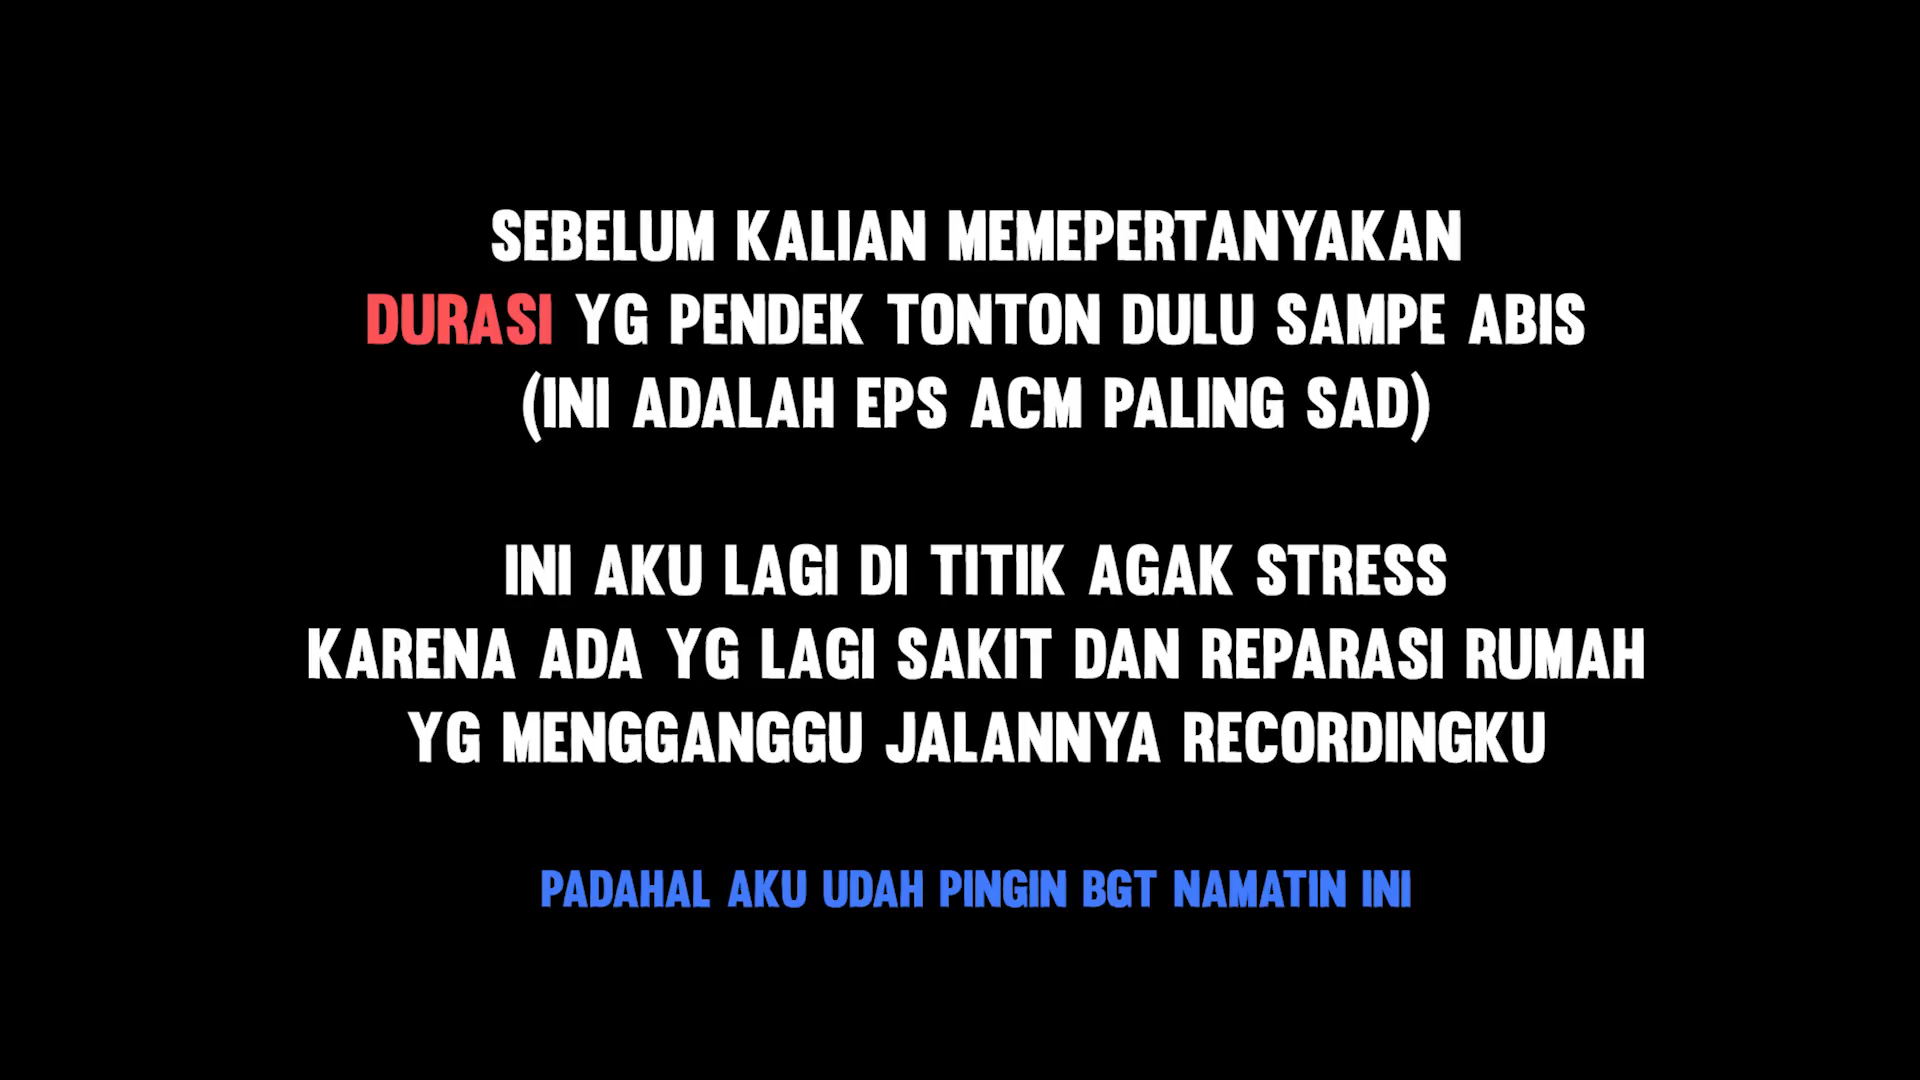 SEBELUM KALIAN MEMEPERTANYAKAN
DURASI YG PENDEK TONTON DULU SAMPE ABIS
(INI ADALAH EPS ACM PALING SAD)
INI AKU LAGI DI TITIK AGAK STRESS
KARENA ADA YG LAGI SAKIT DAN REPARASI RUMAH
YG MENGGANGGU JALANNYA RECORDINGKU
PADAHAL AKU UDAH PINGIN BGT NAMATIN INI